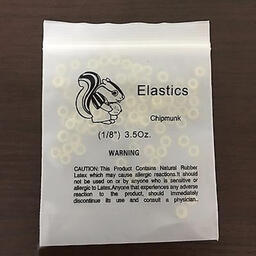 Elastics
Chipmunk
(1/8") 3.5Oz.
WARNING
CAUTION:This Product Contains Natural Rubber
Latex which may cause allergic reactions.It should
not be used on or by anyone who is sensitive or
allergic to Latex.Anyone that experiences any adverse
reaction to the product, should immediately
discontinue its use and consult a physician.